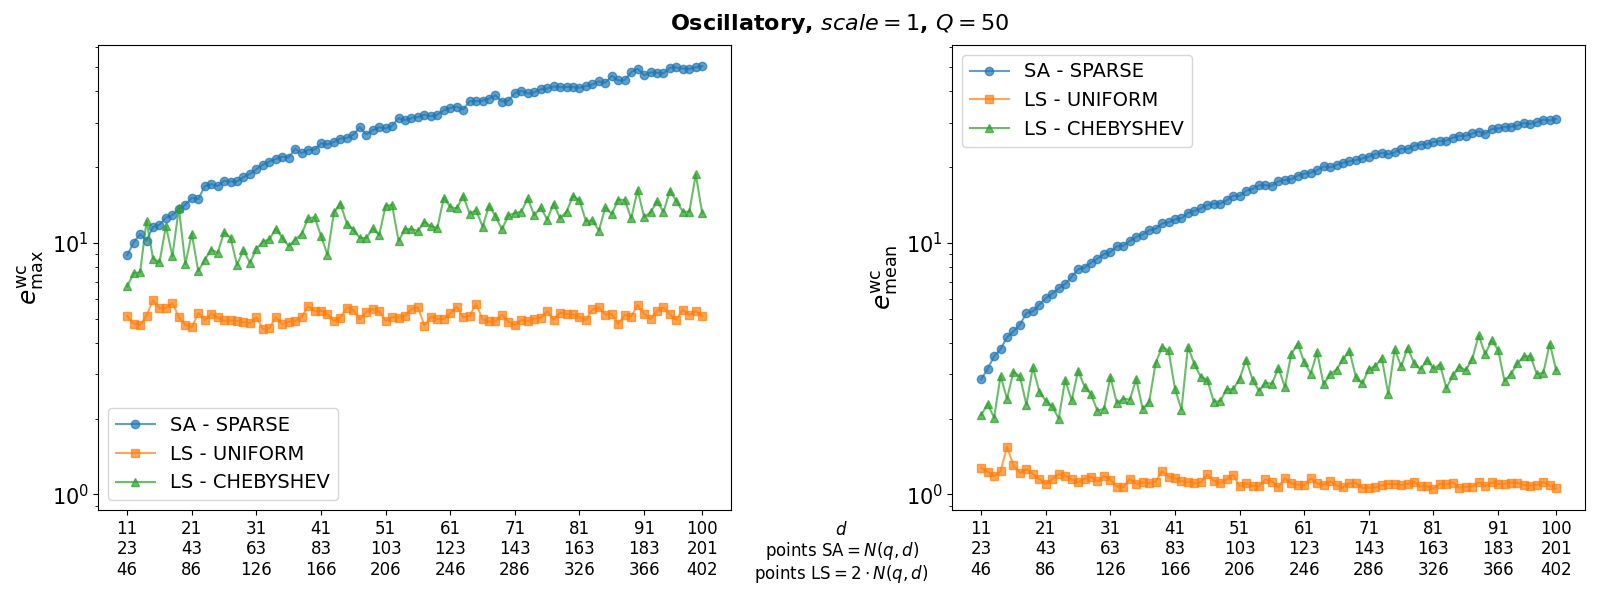 Oscillatory, scale = 1, Q = 50
e^wc_max
10^1
10^0
SA - SPARSE
LS - UNIFORM
LS - CHEBYSHEV
11 21 31 41 51 61 71 81 91 100
23 43 63 83 103 123 143 163 183 201
46 86 126 166 206 246 286 326 366 402
d
points SA = N(q, d)
points LS = 2 · N(q, d)
e^wc_mean
10^1
10^0
SA - SPARSE
LS - UNIFORM
LS - CHEBYSHEV
11 21 31 41 51 61 71 81 91 100
23 43 63 83 103 123 143 163 183 201
46 86 126 166 206 246 286 326 366 402